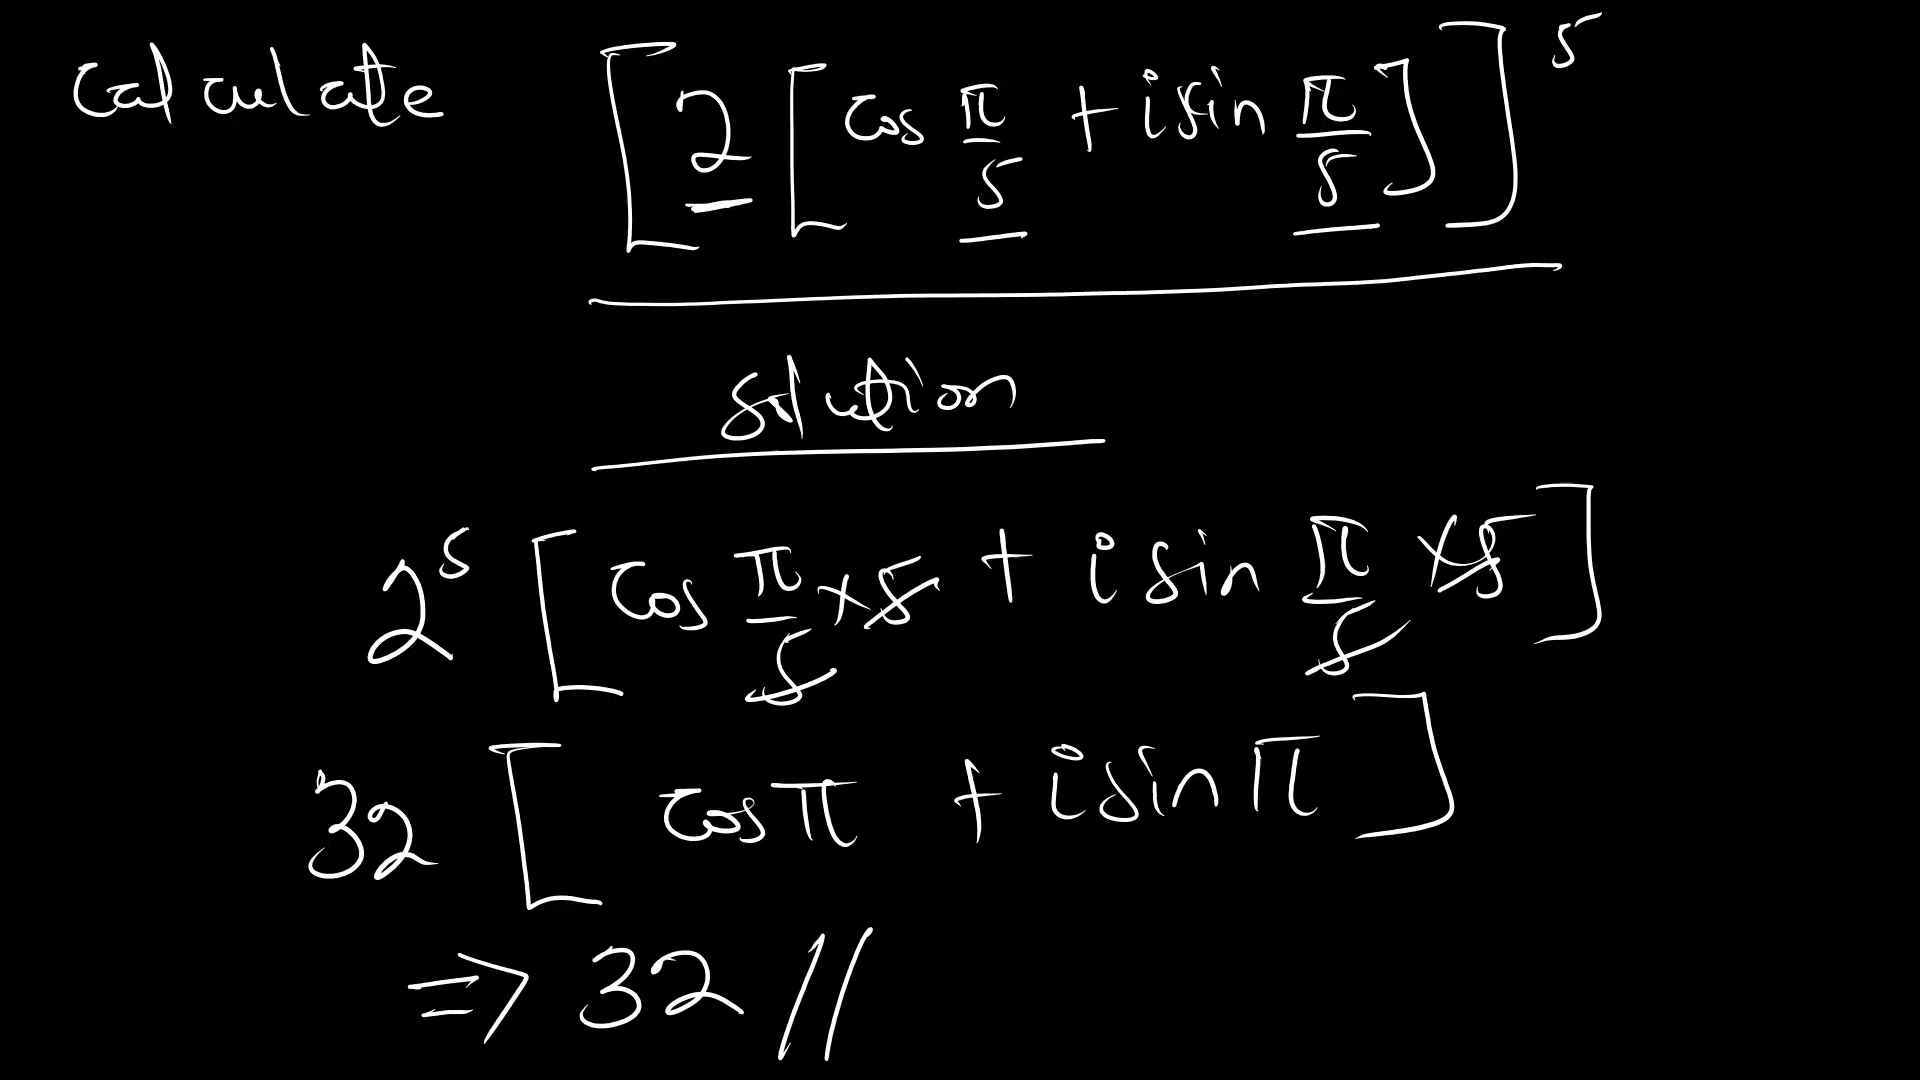 Calculate [2[cos π/5 + i sin π/5]]^5
solution
2^5 [cos π/5 × 5 + i sin π/5 × 5]
32 [cos π + i sin π]
=> 32 //